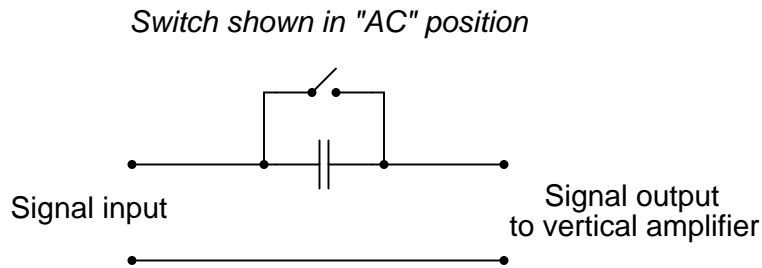 Switch shown in "AC" position
Signal input
Signal output
to vertical amplifier